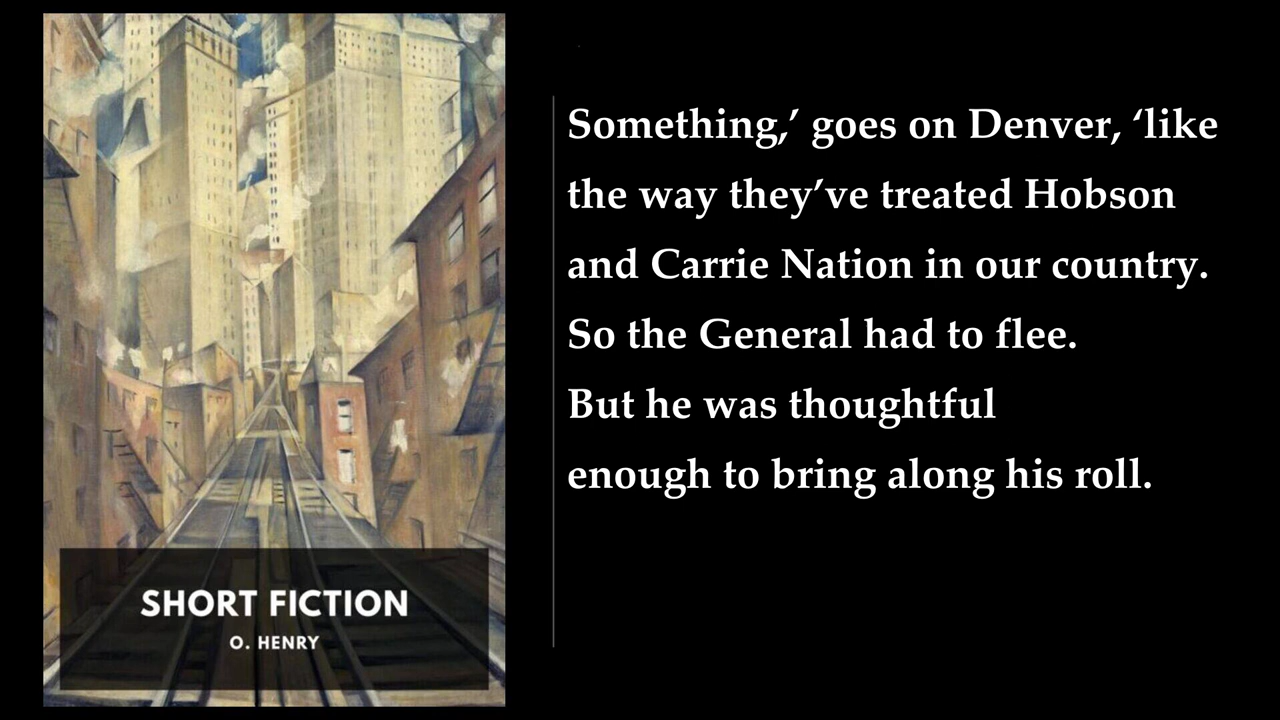 SHORT FICTION
O. HENRY
Something,’ goes on Denver, ‘like
the way they’ve treated Hobson
and Carrie Nation in our country.
So the General had to flee.
But he was thoughtful
enough to bring along his roll.